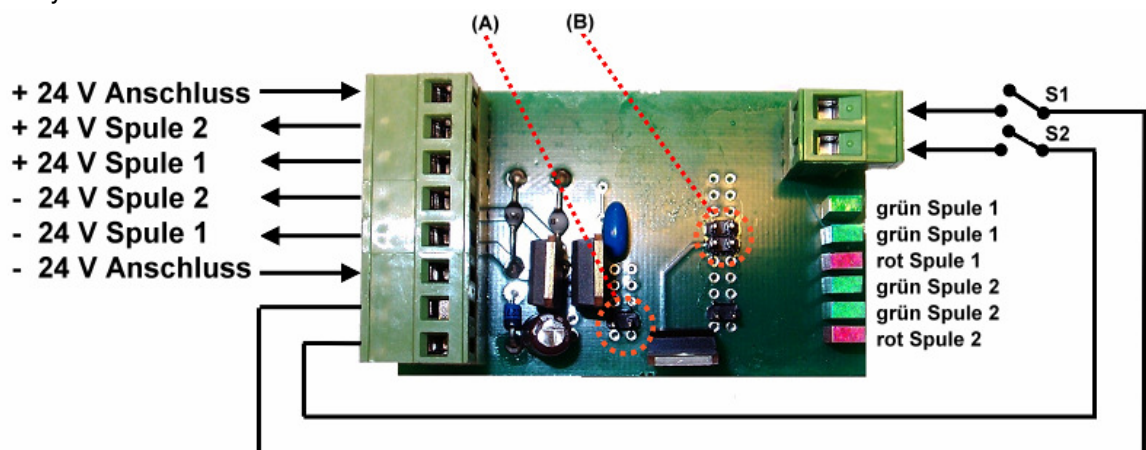 (A)
(B)
+ 24 V Anschluss
+ 24 V Spule 2
+ 24 V Spule 1
- 24 V Spule 2
- 24 V Spule 1
- 24 V Anschluss
S1
S2
grün Spule 1
grün Spule 1
rot Spule 1
grün Spule 2
grün Spule 2
rot Spule 2